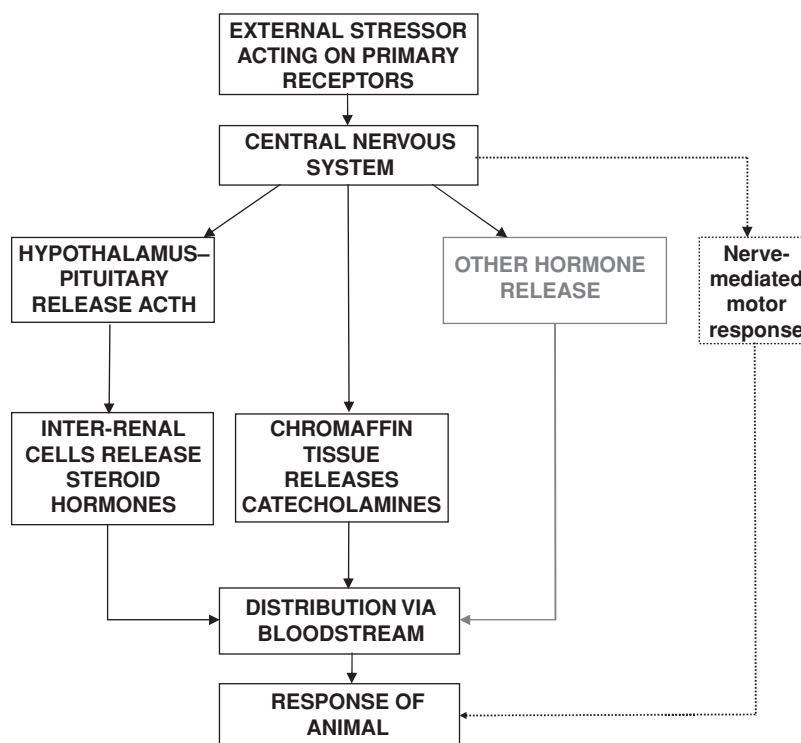 EXTERNAL STRESSOR
ACTING ON PRIMARY
RECEPTORS
CENTRAL NERVOUS
SYSTEM
HYPOTHALAMUS–
PITUITARY
RELEASE ACTH
OTHER HORMONE
RELEASE
Nerve-
mediated
motor
response
INTER-RENAL
CELLS RELEASE
STEROID
HORMONES
CHROMAFFIN
TISSUE
RELEASES
CATECHOLAMINES
DISTRIBUTION VIA
BLOODSTREAM
RESPONSE OF
ANIMAL